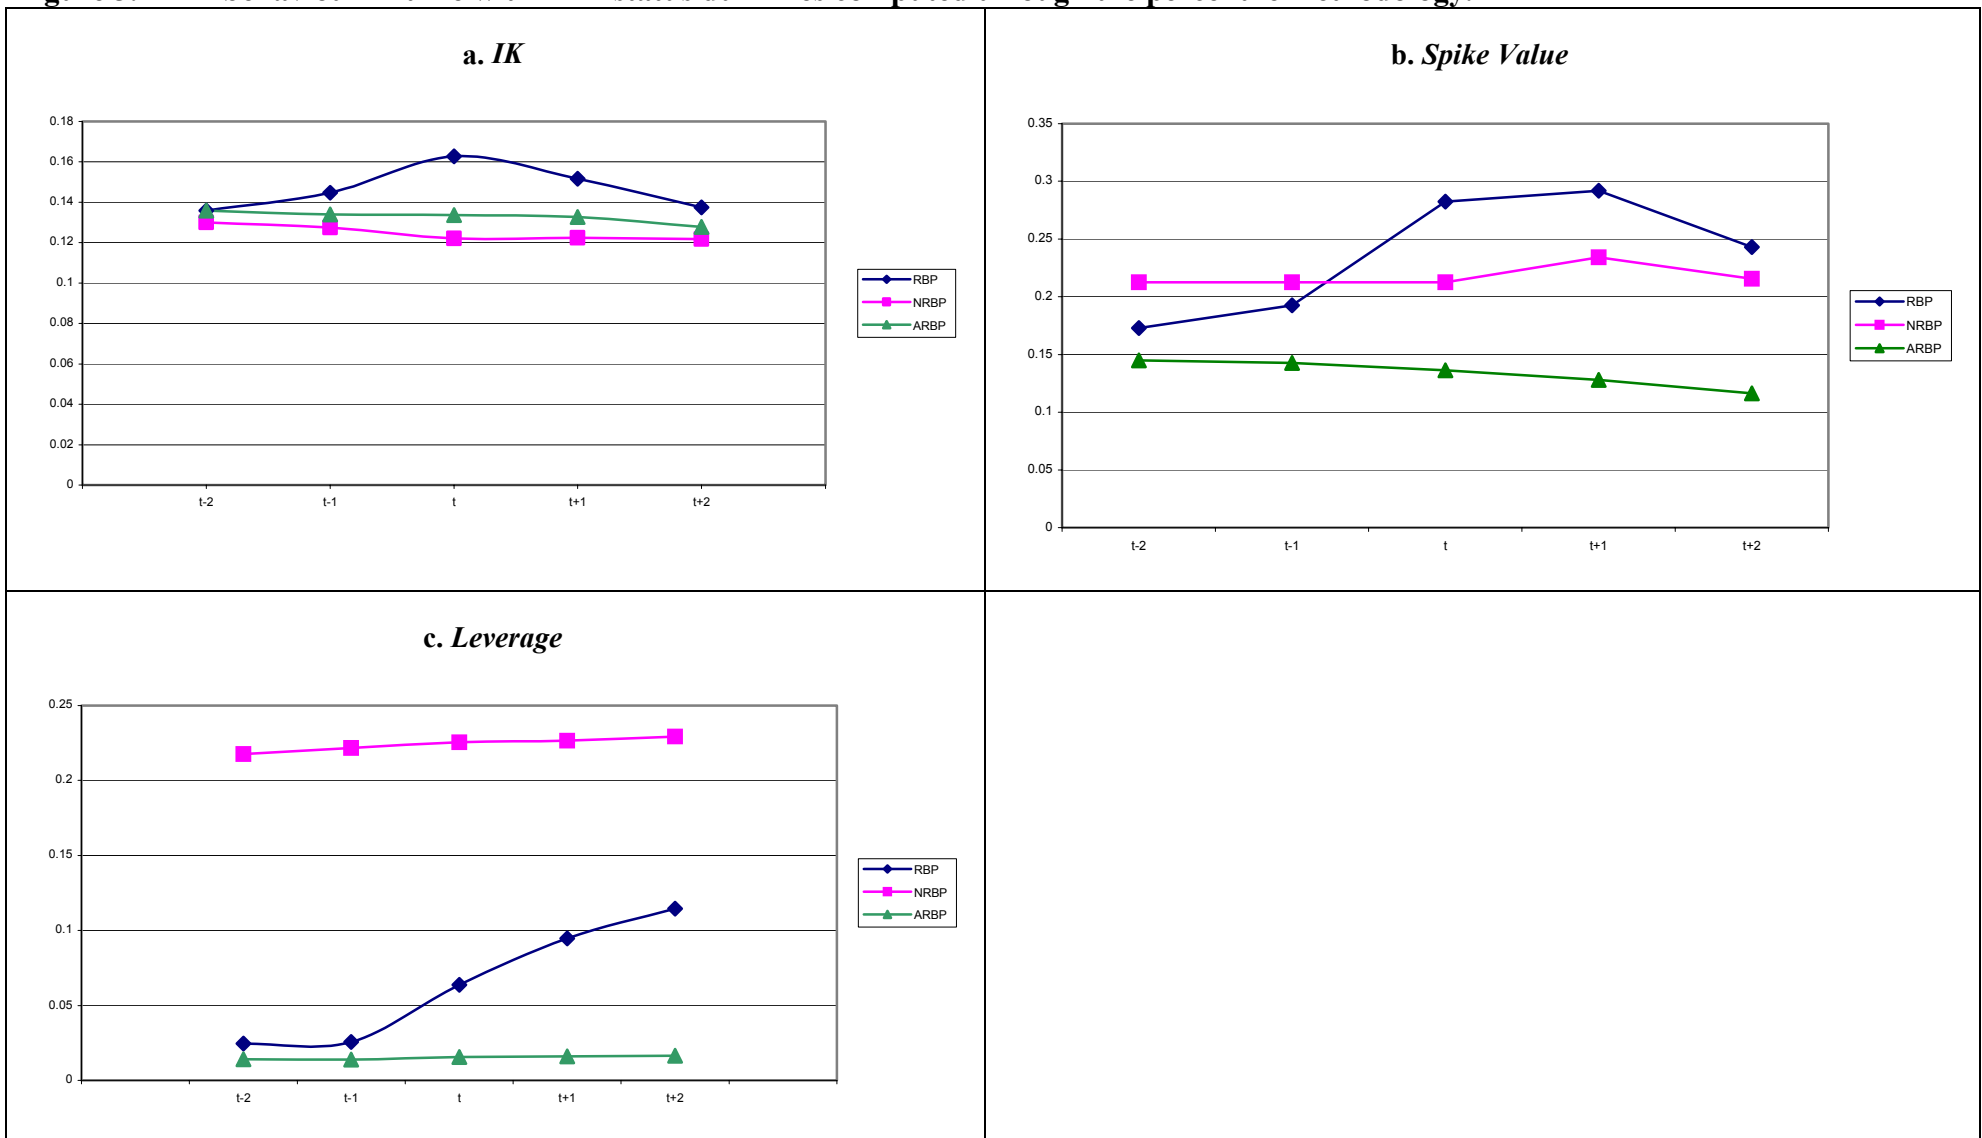 a. IK
0.18
0.16
0.14
0.12
0.1
0.08
0.06
0.04
0.02
0
t-2 t-1 t t+1 t+2
RBP
NRBP
ARBP
b. Spike Value
0.35
0.3
0.25
0.2
0.15
0.1
0.05
0
t-2 t-1 t t+1 t+2
RBP
NRBP
ARBP
c. Leverage
0.25
0.2
0.15
0.1
0.05
0
t-2 t-1 t t+1 t+2
RBP
NRBP
ARBP